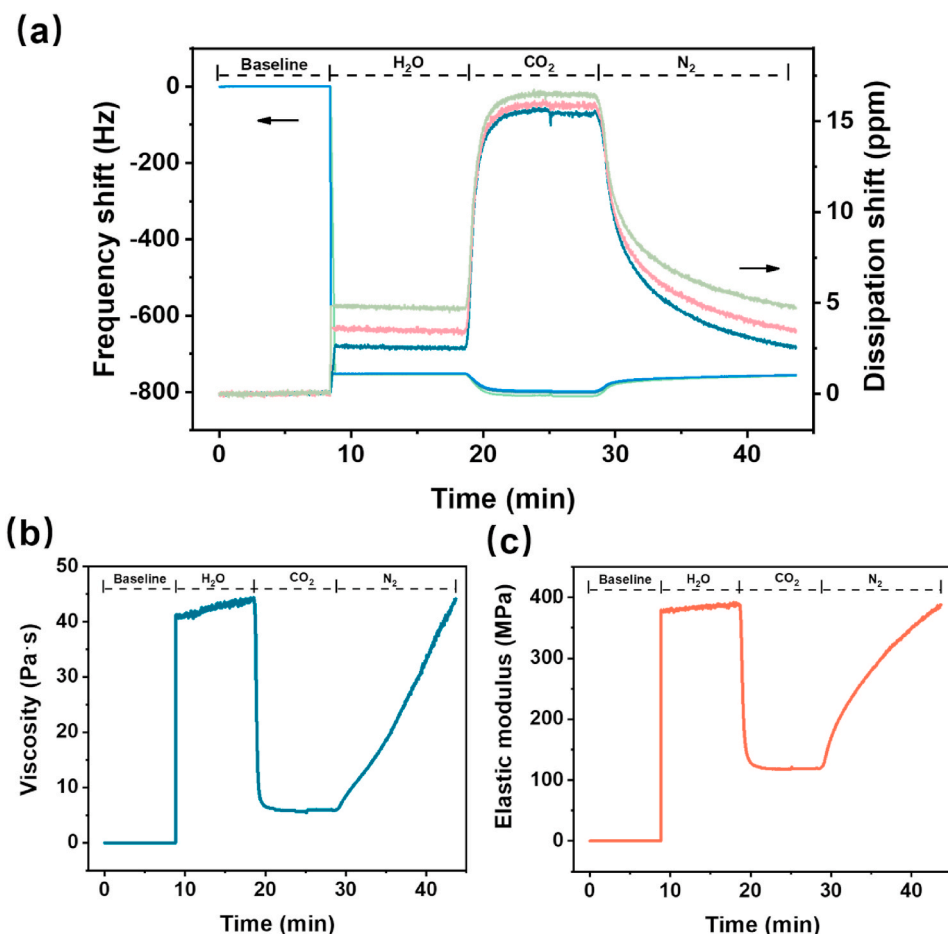 (a)
Baseline
H₂O
CO₂
N₂
Frequency shift (Hz)
0
-200
-400
-600
-800
Dissipation shift (ppm)
15
10
5
0
0
10
20
30
40
Time (min)
(b)
Baseline
H₂O
CO₂
N₂
Viscosity (Pa·s)
50
40
30
20
10
0
0
10
20
30
40
Time (min)
(c)
Baseline
H₂O
CO₂
N₂
Elastic modulus (MPa)
400
300
200
100
0
0
10
20
30
40
Time (min)